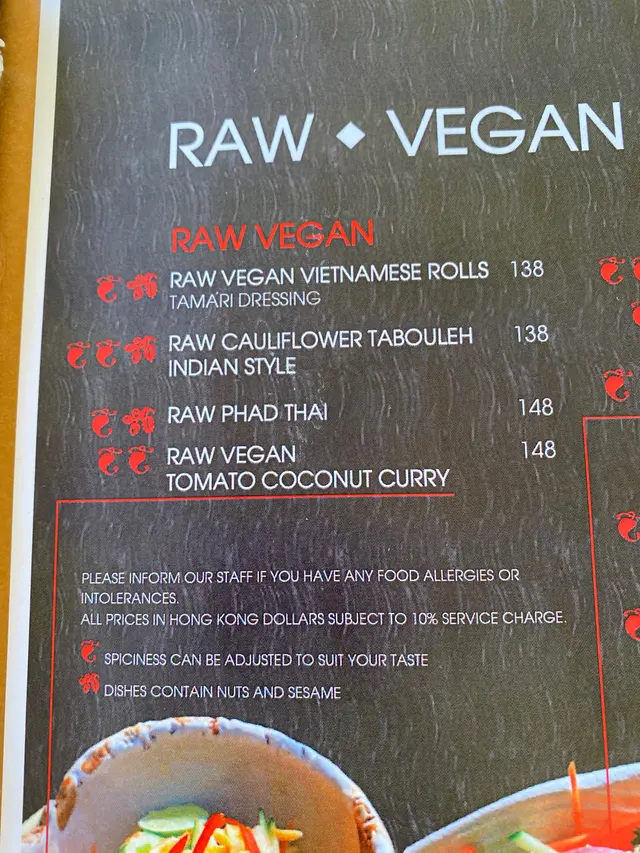 RAW ◆ VEGAN
RAW VEGAN
RAW VEGAN VIETNAMESE ROLLS 138
TAMARI DRESSING
RAW CAULIFLOWER TABOULEH 138
INDIAN STYLE
RAW PHAD THAI 148
RAW VEGAN 148
TOMATO COCONUT CURRY
PLEASE INFORM OUR STAFF IF YOU HAVE ANY FOOD ALLERGIES OR
INTOLERANCES.
ALL PRICES IN HONG KONG DOLLARS SUBJECT TO 10% SERVICE CHARGE.
SPICINESS CAN BE ADJUSTED TO SUIT YOUR TASTE
DISHES CONTAIN NUTS AND SESAME